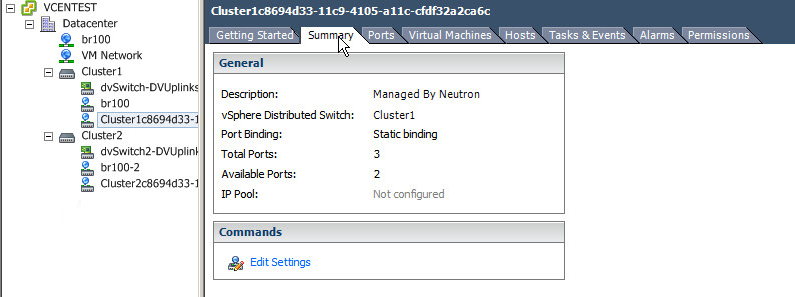 VCENTEST
Datacenter
br100
VM Network
Cluster1
dvSwitch-DVUplinks
br100
Cluster1c8694d33-1
Cluster2
dvSwitch2-DVUplink
br100-2
Cluster2c8694d33-1
Cluster1c8694d33-11c9-4105-a11c-cfdf32a2ca6c
Getting Started Summary Ports Virtual Machines Hosts Tasks & Events Alarms Permissions
General
Description: Managed By Neutron
vSphere Distributed Switch: Cluster1
Port Binding: Static binding
Total Ports: 3
Available Ports: 2
IP Pool: Not configured
Commands
Edit Settings